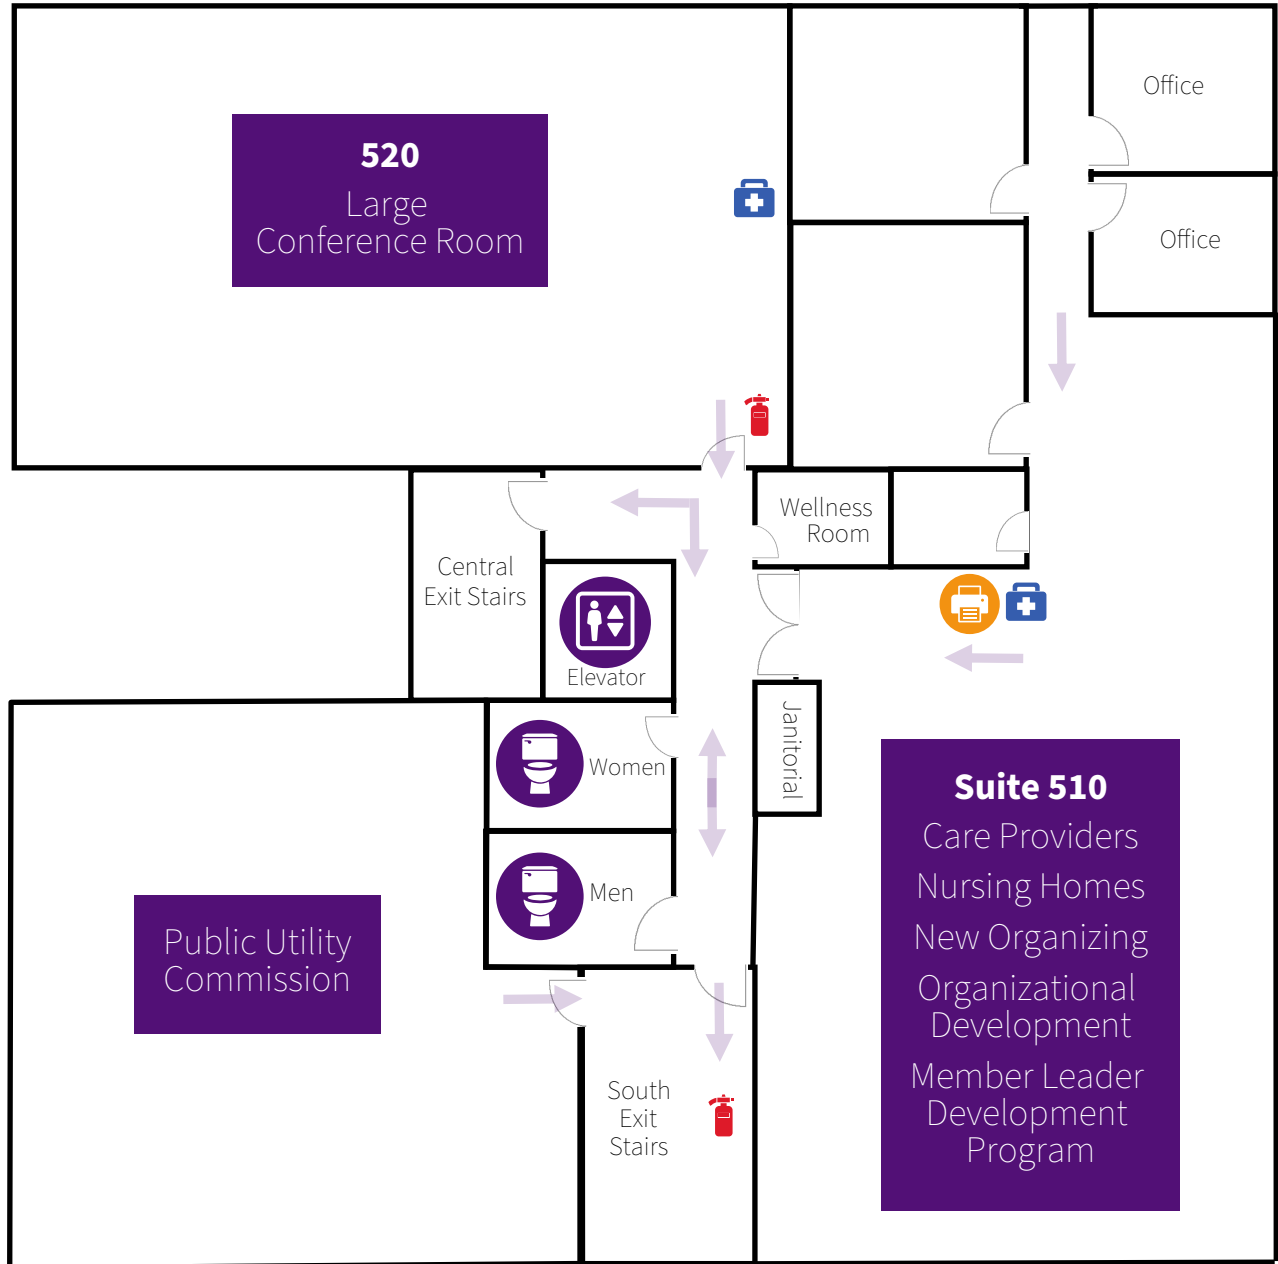 Office
520
Large
Conference Room
Office
Wellness
Room
Central
Exit Stairs
Elevator
Janitorial
Women
Suite 510
Care Providers
Men
Nursing Homes
New Organizing
Public Utility
Commission
Organizational
Development
Member Leader
Development
Program
South
Exit
Stairs